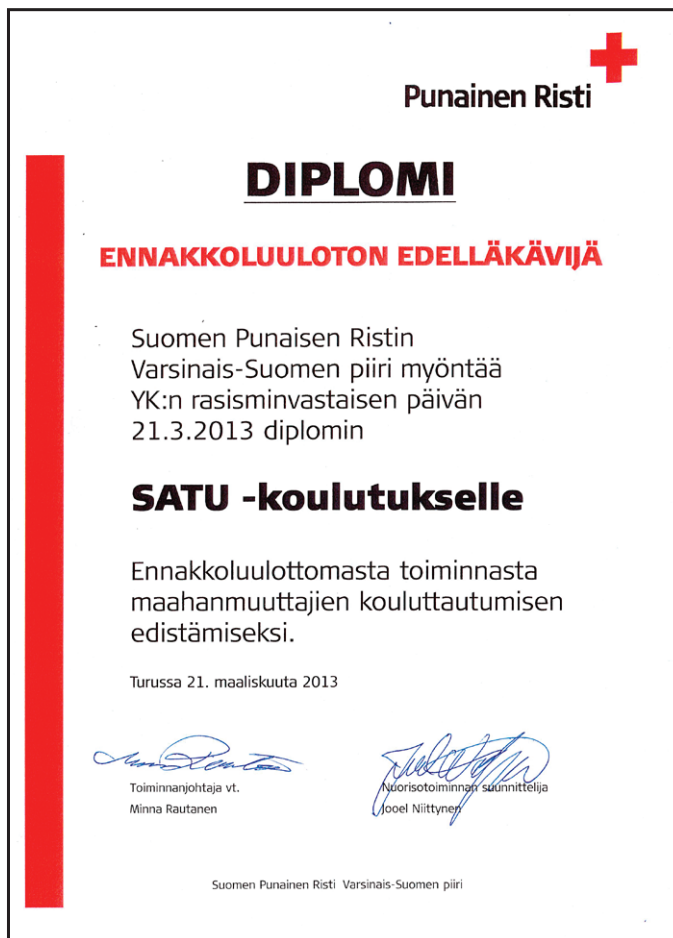 Punainen Risti
DIPLOMI
ENNAKKOLUULOTON EDELLÄKÄVIJÄ
Suomen Punaisen Ristin
Varsinais-Suomen piiri myöntää
YK:n rasisminvastaisen päivän
21.3.2013 diplomin
SATU -koulutukselle
Ennakkoluulottomasta toiminnasta
maahanmuuttajien kouluttautumisen
edistämiseksi.
Turussa 21. maaliskuuta 2013
Toiminnanjohtaja vt.
Minna Rautanen
Nuorisotoiminnan suunnittelija
Jooel Niittynen
Suomen Punainen Risti Varsinais-Suomen piiri